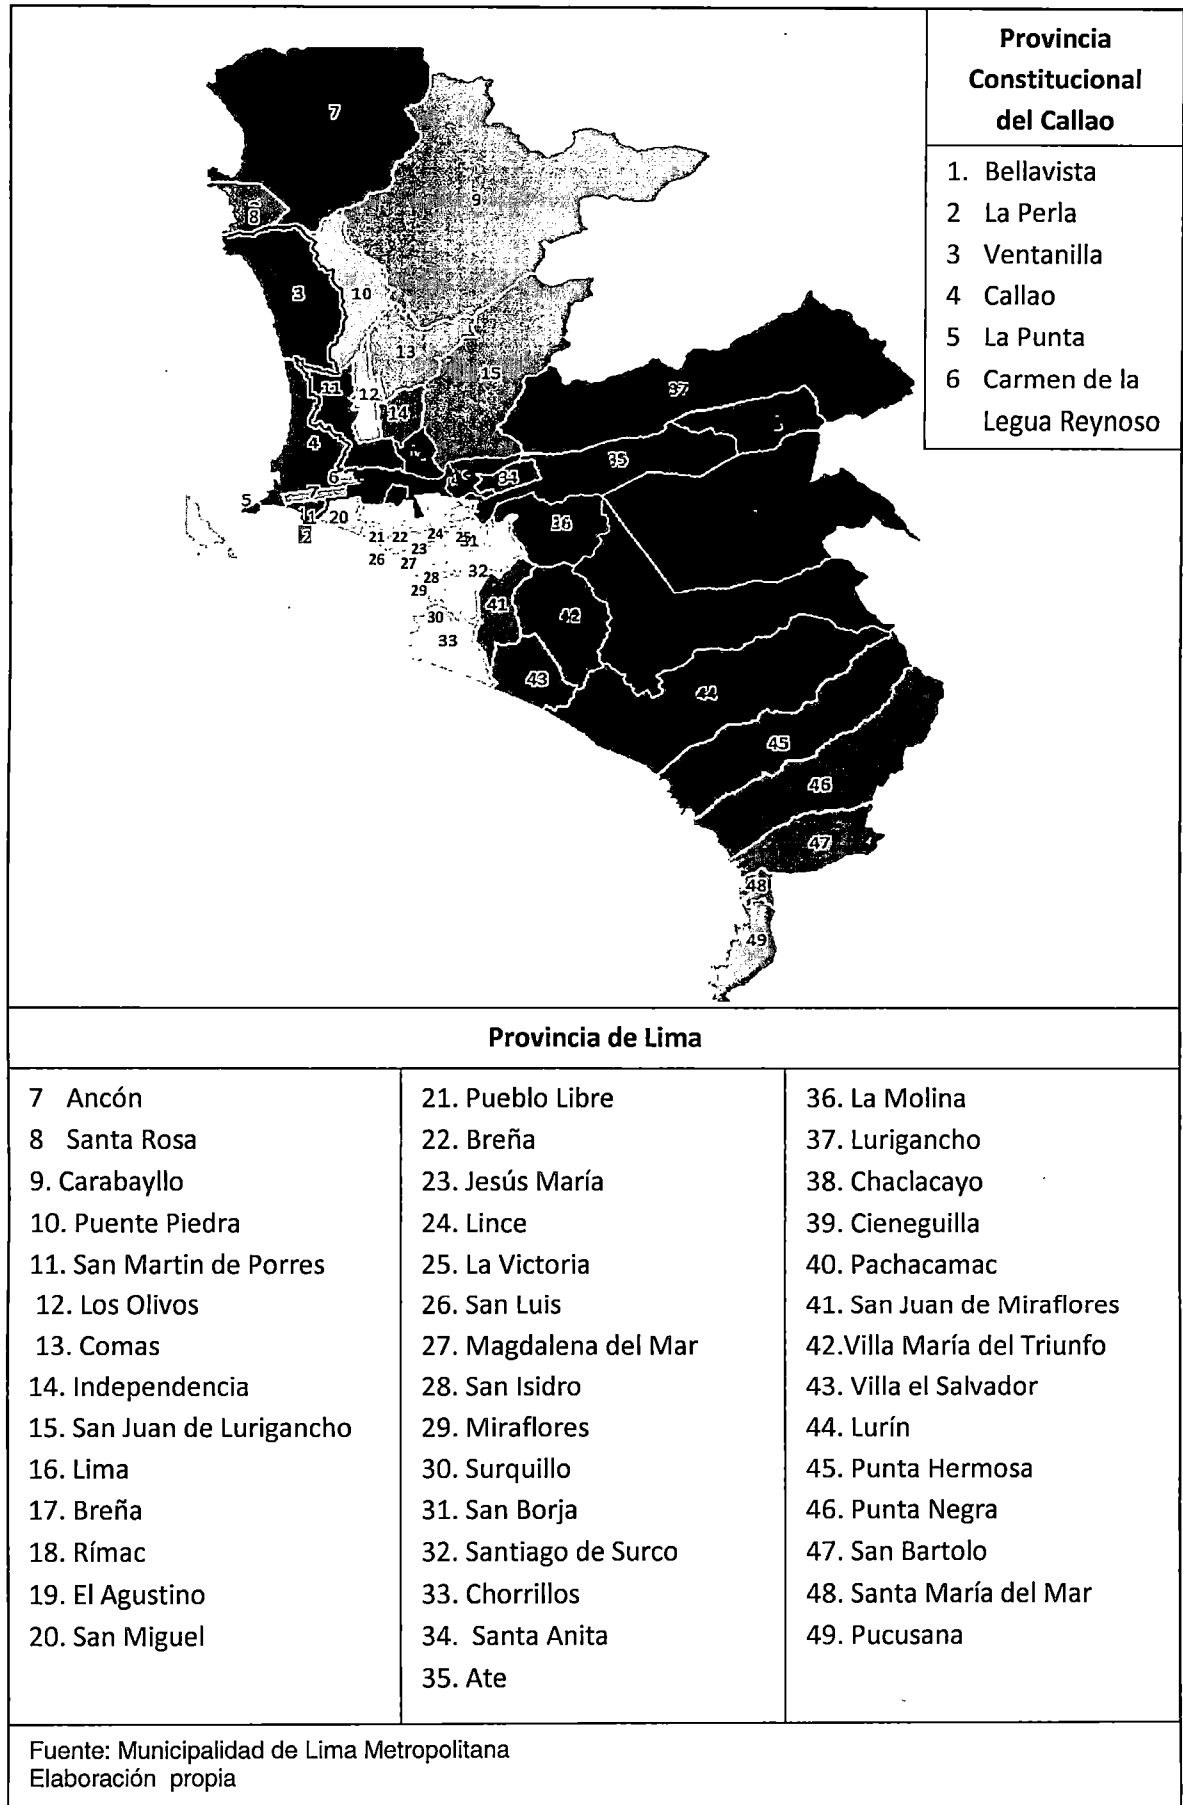 Provincia
Constitucional
del Callao
1. Bellavista
2 La Perla
3 Ventanilla
4 Callao
5 La Punta
6 Carmen de la
Legua Reynoso
7
8
9
3
10
13
11
12
15
37
14
4
35
6
34
7
5
1
20
36
2
21
22
24
23
31
26
27
32
28
29
41
42
30
33
43
44
45
46
47
48
49
Provincia de Lima
7 Ancón
8 Santa Rosa
9. Carabayllo
10. Puente Piedra
11. San Martin de Porres
12. Los Olivos
13. Comas
14. Independencia
15. San Juan de Lurigancho
16. Lima
17. Breña
18. Rímac
19. El Agustino
20. San Miguel
21. Pueblo Libre
22. Breña
23. Jesús María
24. Lince
25. La Victoria
26. San Luis
27. Magdalena del Mar
28. San Isidro
29. Miraflores
30. Surquillo
31. San Borja
32. Santiago de Surco
33. Chorrillos
34. Santa Anita
35. Ate
36. La Molina
37. Lurigancho
38. Chaclacayo
39. Cieneguilla
40. Pachacamac
41. San Juan de Miraflores
42.Villa María del Triunfo
43. Villa el Salvador
44. Lurín
45. Punta Hermosa
46. Punta Negra
47. San Bartolo
48. Santa María del Mar
49. Pucusana
Fuente: Municipalidad de Lima Metropolitana
Elaboración propia